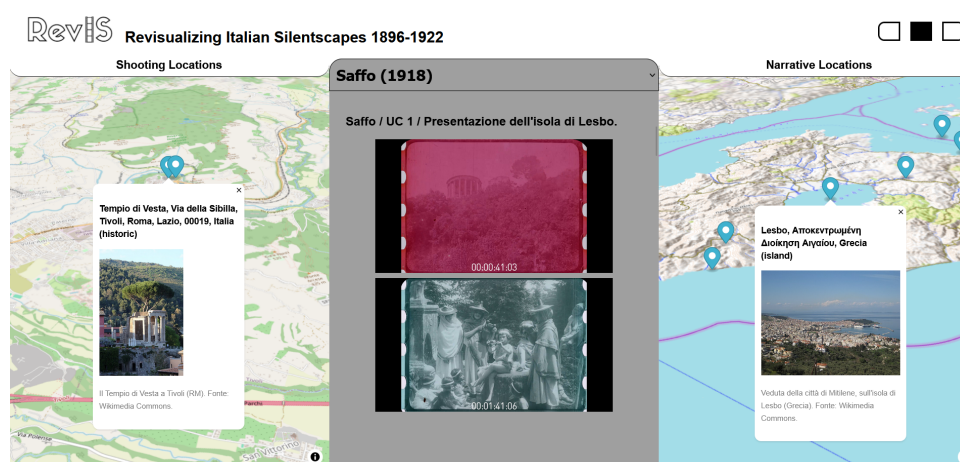 RevIS
Revisualizing Italian Silentscapes 1896-1922
Shooting Locations
Saffo (1918)
Narrative Locations
Saffo / UC 1 / Presentazione dell'isola di Lesbo.
00:00:41:03
00:01:41:06
Tempio di Vesta, Via della Sibilla,
Tivoli, Roma, Lazio, 00019, Italia
(historic)
Il Tempio di Vesta a Tivoli (RM). Fonte:
Wikimedia Commons.
Via Polense
San Vittorino
Lesbo, Αποκεντρωμένη
Διοίκηση Αιγαίου, Grecia
(island)
Veduta della città di Mitilene, sull'isola di
Lesbo (Grecia). Fonte: Wikimedia
Commons.